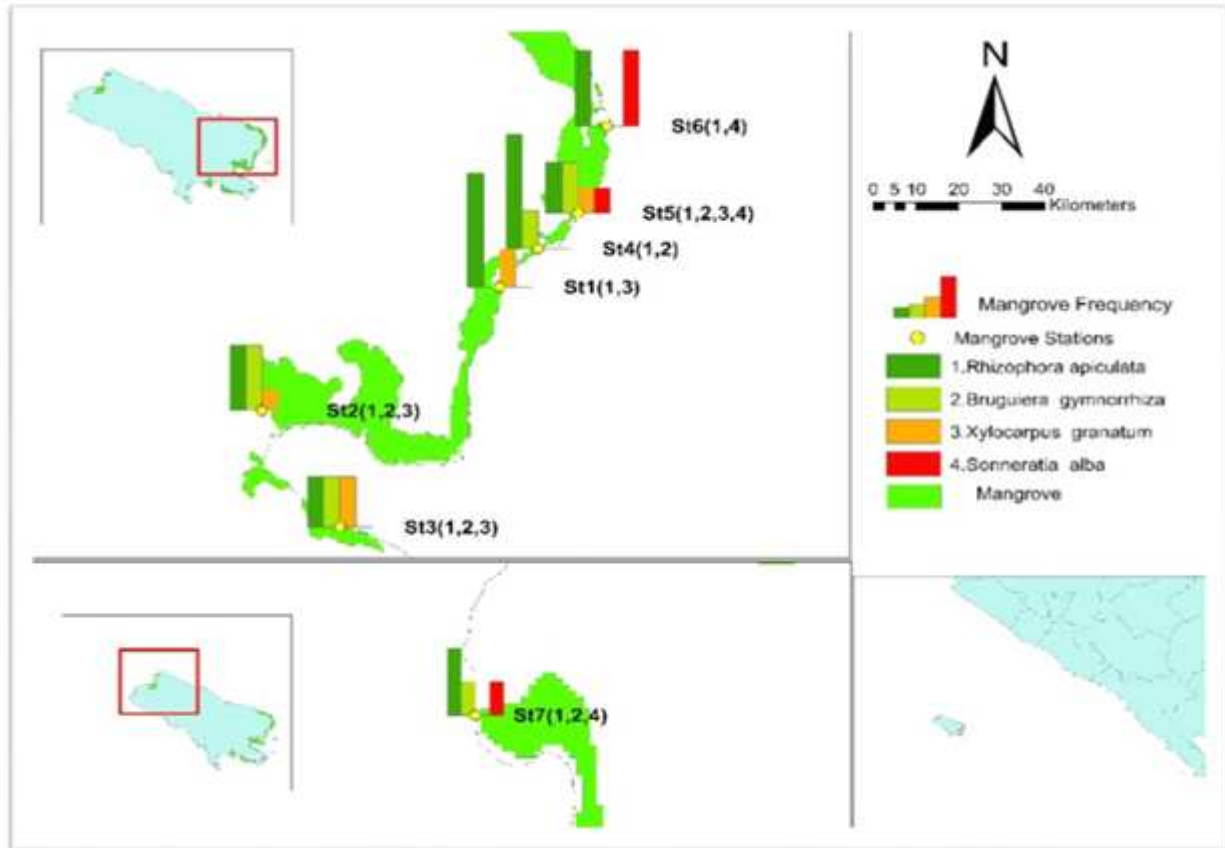 N
0 5 10 20 30 40
Kilometers
St6(1,4)
St5(1,2,3,4)
St4(1,2)
St1(1,3)
St2(1,2,3)
St3(1,2,3)
St7(1,2,4)
Mangrove Frequency
Mangrove Stations
1.Rhizophora apiculata
2.Bruguiera gymnorrhiza
3.Xylocarpus granatum
4.Sonneratia alba
Mangrove